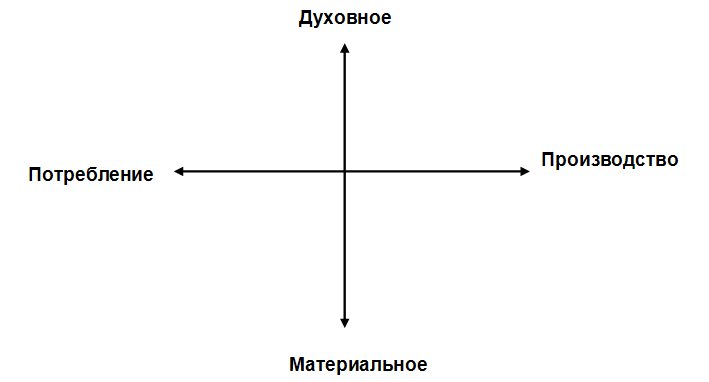 Духовное
Потребление
Производство
Материальное